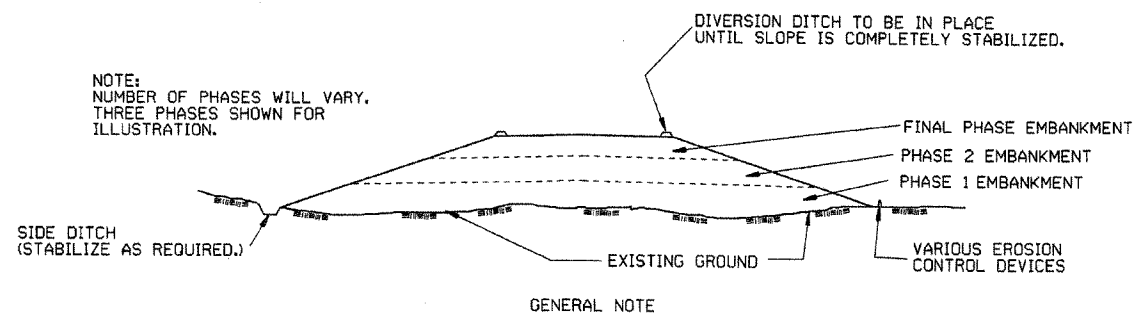 DIVERSION DITCH TO BE IN PLACE
UNTIL SLOPE IS COMPLETELY STABILIZED.
NOTE:
NUMBER OF PHASES WILL VARY.
THREE PHASES SHOWN FOR
ILLUSTRATION.
FINAL PHASE EMBANKMENT
PHASE 2 EMBANKMENT
PHASE 1 EMBANKMENT
SIDE DITCH
(STABILIZE AS REQUIRED.)
EXISTING GROUND
VARIOUS EROSION
CONTROL DEVICES
GENERAL NOTE